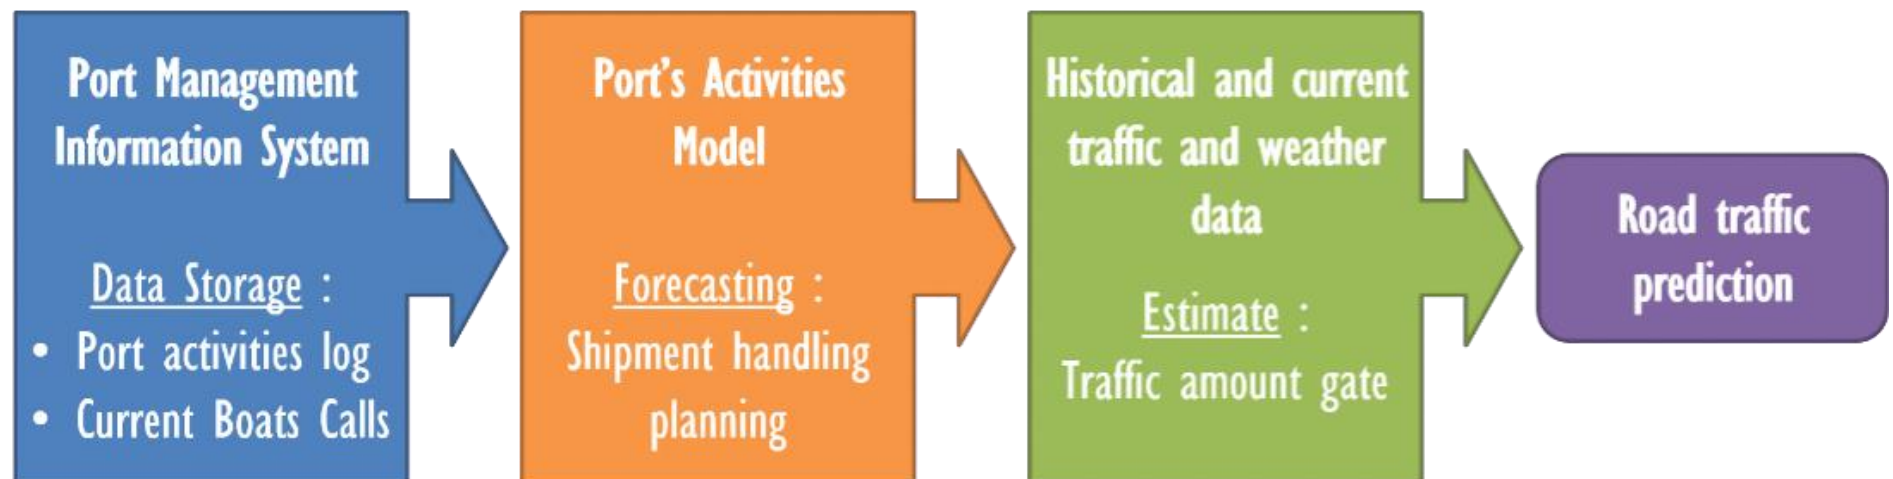 Port Management
Information System
Data Storage :
• Port activities log
• Current Boats Calls
Port's Activities
Model
Forecasting :
Shipment handling
planning
Historical and current
traffic and weather
data
Estimate :
Traffic amount gate
Road traffic
prediction